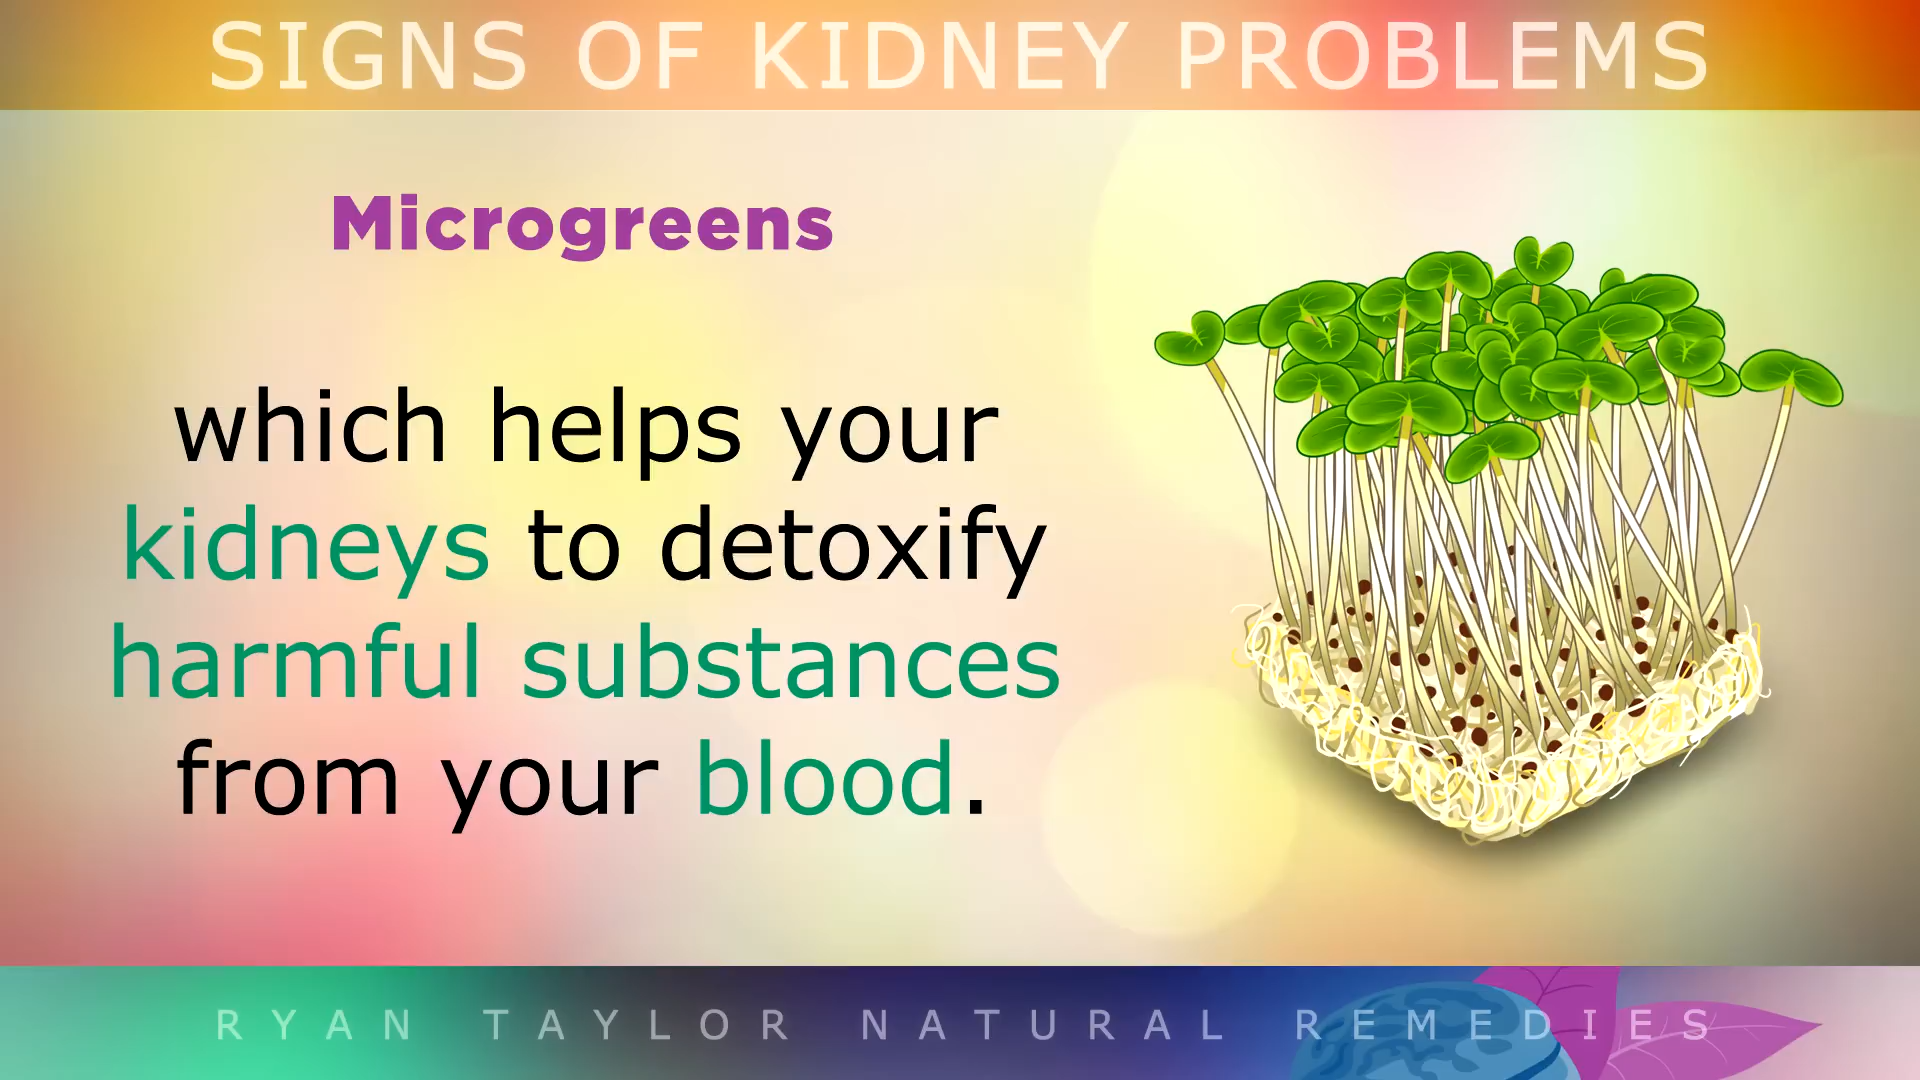 SIGNS OF KIDNEY PROBLEMS
Microgreens
which helps your
kidneys to detoxify
harmful substances
from your blood.
RYAN TAYLOR NATURAL REMEDIES